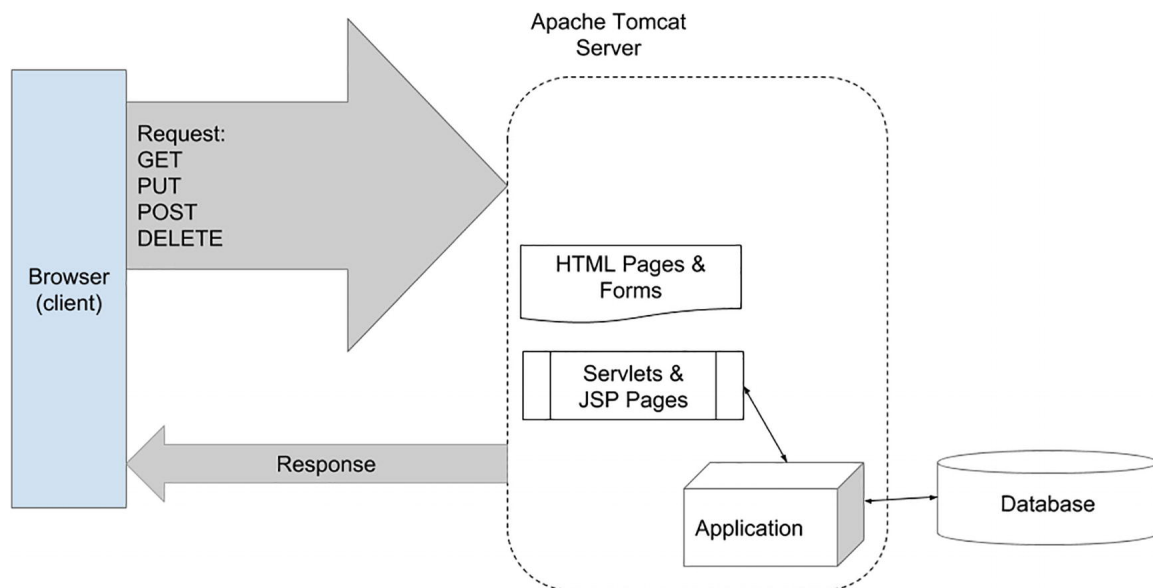 Apache Tomcat
Server
Request:
GET
PUT
POST
DELETE
Browser
(client)
HTML Pages &
Forms
Servlets &
JSP Pages
Response
Application
Database